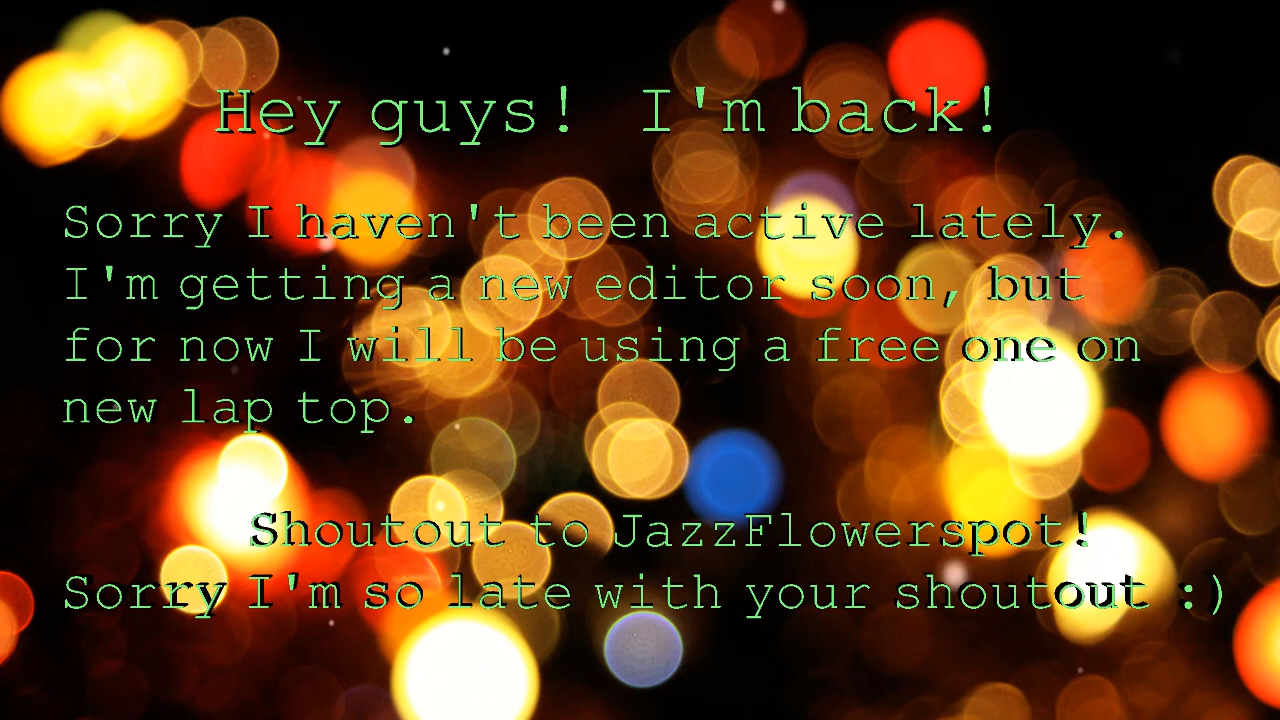 Hey guys! I'm back!
Sorry I haven't been active lately.
I'm getting a new editor soon, but
for now I will be using a free one on
new lap top.
Shoutout to JazzFlowerspot!
Sorry I'm so late with your shoutout :)